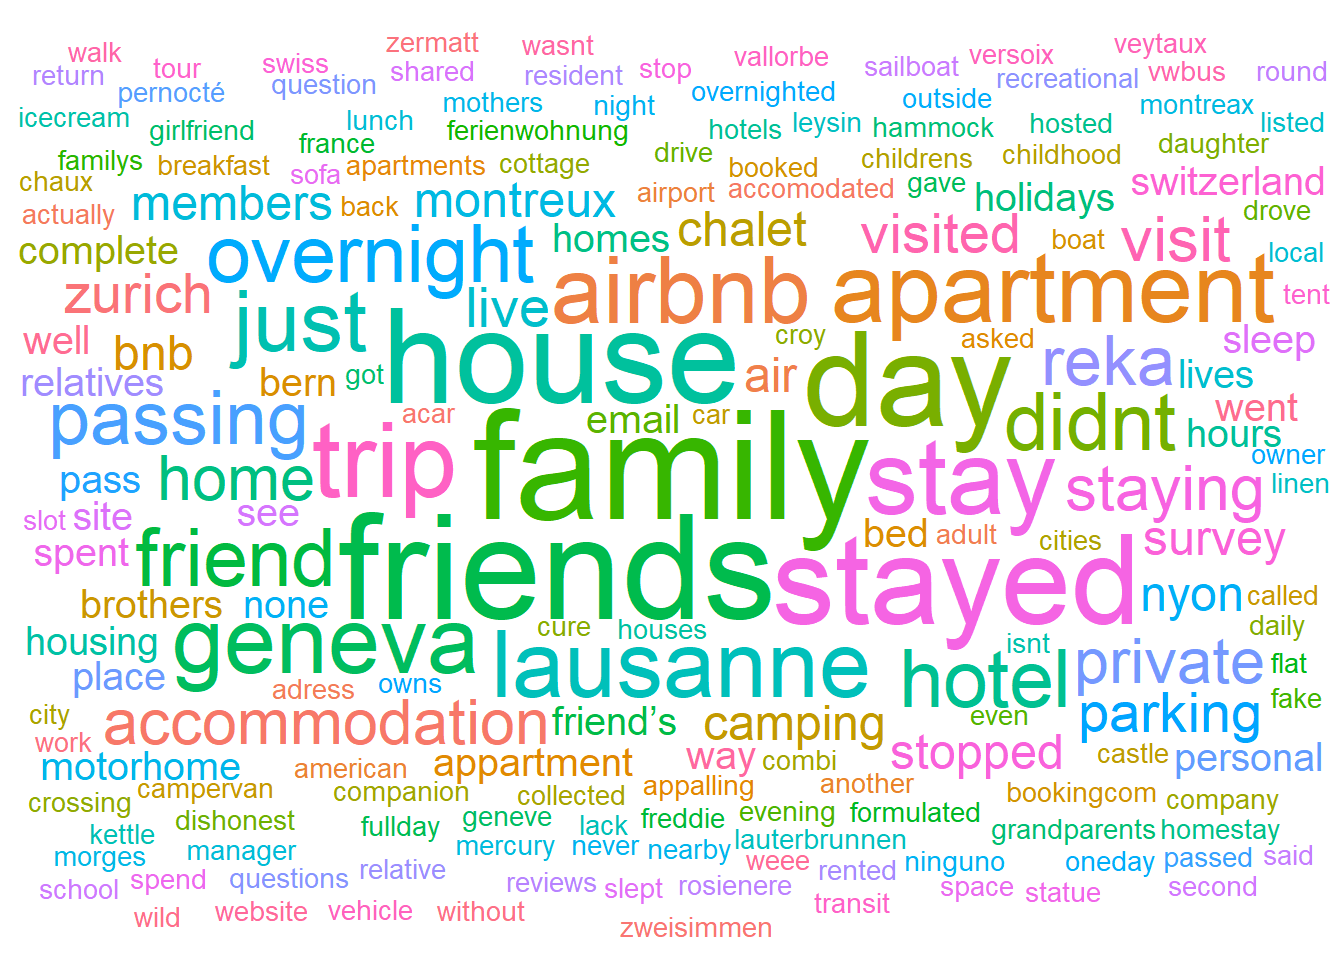 walk
zermatt
wasnt
vallorbe
versoix
veytaux
return
tour
swiss
shared
resident
stop
sailboat
recreational
vwbus
round
pernocté
question
mothers
night
overnighted
outside
montreax
icecream
girlfriend
lunch
ferienwohnung
hotels
leysin
hammock
hosted
listed
familys
breakfast
france
apartments
cottage
drive
booked
childrens
childhood
daughter
chaux
sofa
actually
members
back
montreux
airport
accomodated
gave
holidays
switzerland
drove
complete
overnight
homes
chalet
visited
boat
visit
local
zurich
just
live
airbnb
apartment
tent
well
bnb
house
croy
day
asked
reka
sleep
relatives
bern
got
air
lives
passing
trip
acar
family
email
car
didnt
went
hours
pass
home
stay
staying
owner
linen
slot
site
see
spent
friend
friends
bed
adult
cities
survey
brothers
none
stayed
nyon
called
housing
geneva
cure
houses
lausanne
isnt
daily
place
adress
owns
hotel
private
flat
city
accommodation
friend’s
camping
even
parking
fake
work
motorhome
american
appartment
way
combi
stopped
castle
personal
crossing
campervan
companion
collected
appalling
another
bookingcom
company
kettle
dishonest
fullday
geneve
lack
freddie
evening
formulated
grandparents
homestay
morges
manager
mercury
never
nearby
lauterbrunnen
weee
ninguno
oneday
passed
said
school
spend
questions
relative
reviews
slept
rosienere
rented
space
statue
second
wild
website
vehicle
without
transit
zweisimmen